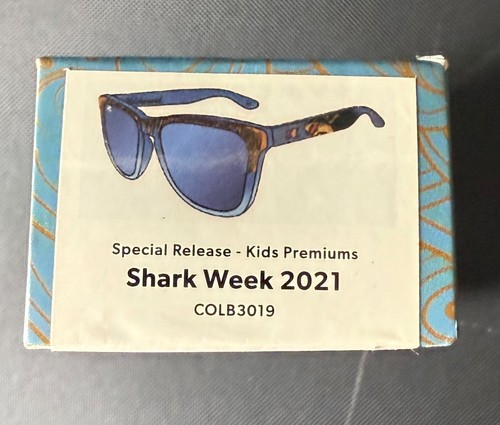 Special Release - Kids Premiums
Shark Week 2021
COLB3019